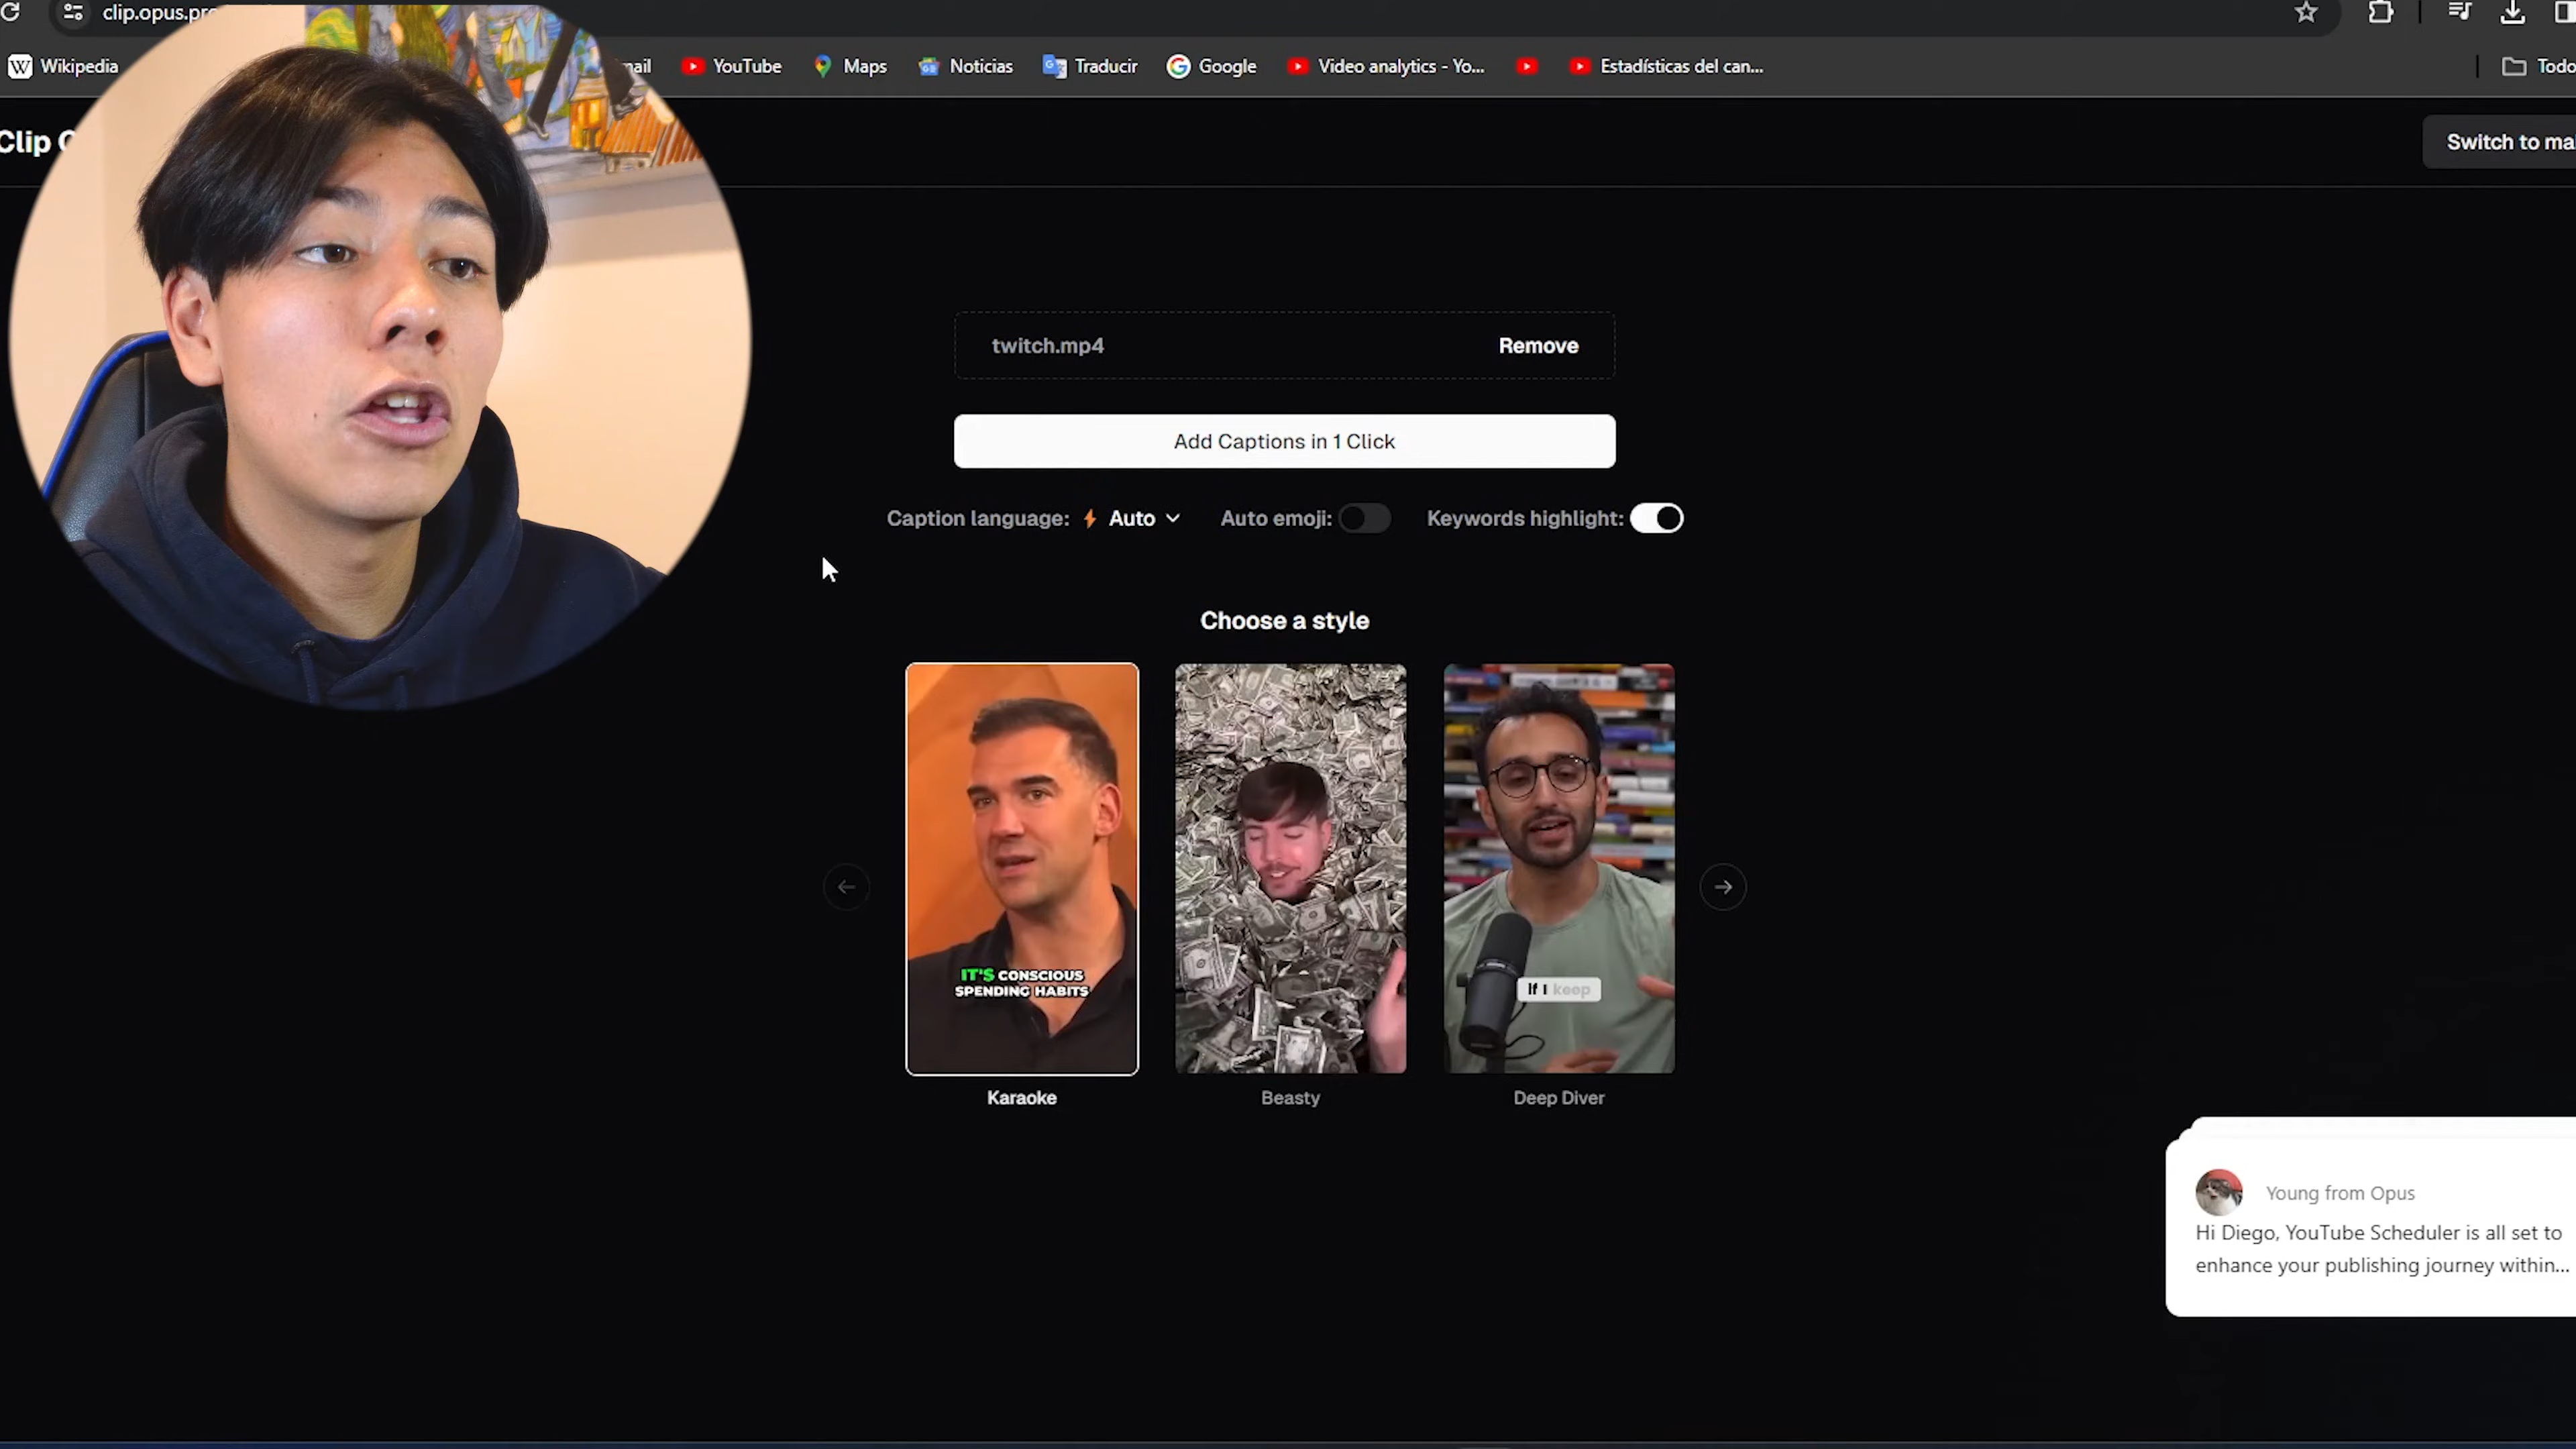 clip.opus.pr
Wikipedia
mail
YouTube
Maps
Noticias
Traducir
Google
Video analytics - Yo...
Estadísticas del can...
Todo
Clip
Switch to ma
twitch.mp4
Remove
Add Captions in 1 Click
Caption language: Auto
Auto emoji:
Keywords highlight:
Choose a style
IT'S CONSCIOUS
SPENDING HABITS
If I keep
Karaoke
Beasty
Deep Diver
Young from Opus
Hi Diego, YouTube Scheduler is all set to
enhance your publishing journey within...